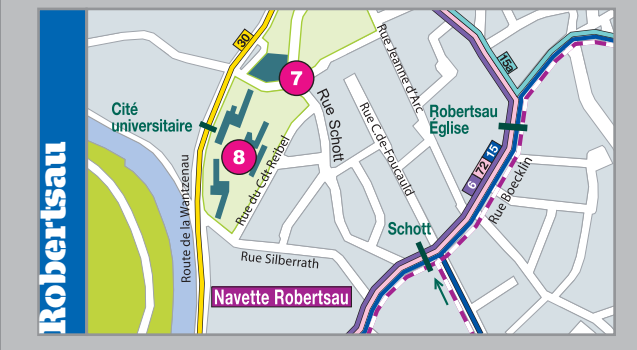 Robertsau
30
7
8
Cité
universitaire
Route de la Wantzenau
Rue du Cdt Reibel
Rue Schott
Rue Jeanne d'Arc
Rue C.de-Foucauld
Rue Silberrath
15a
Robertsau
Église
6 72 15
Rue Boecklin
Schott
Navette Robertsau